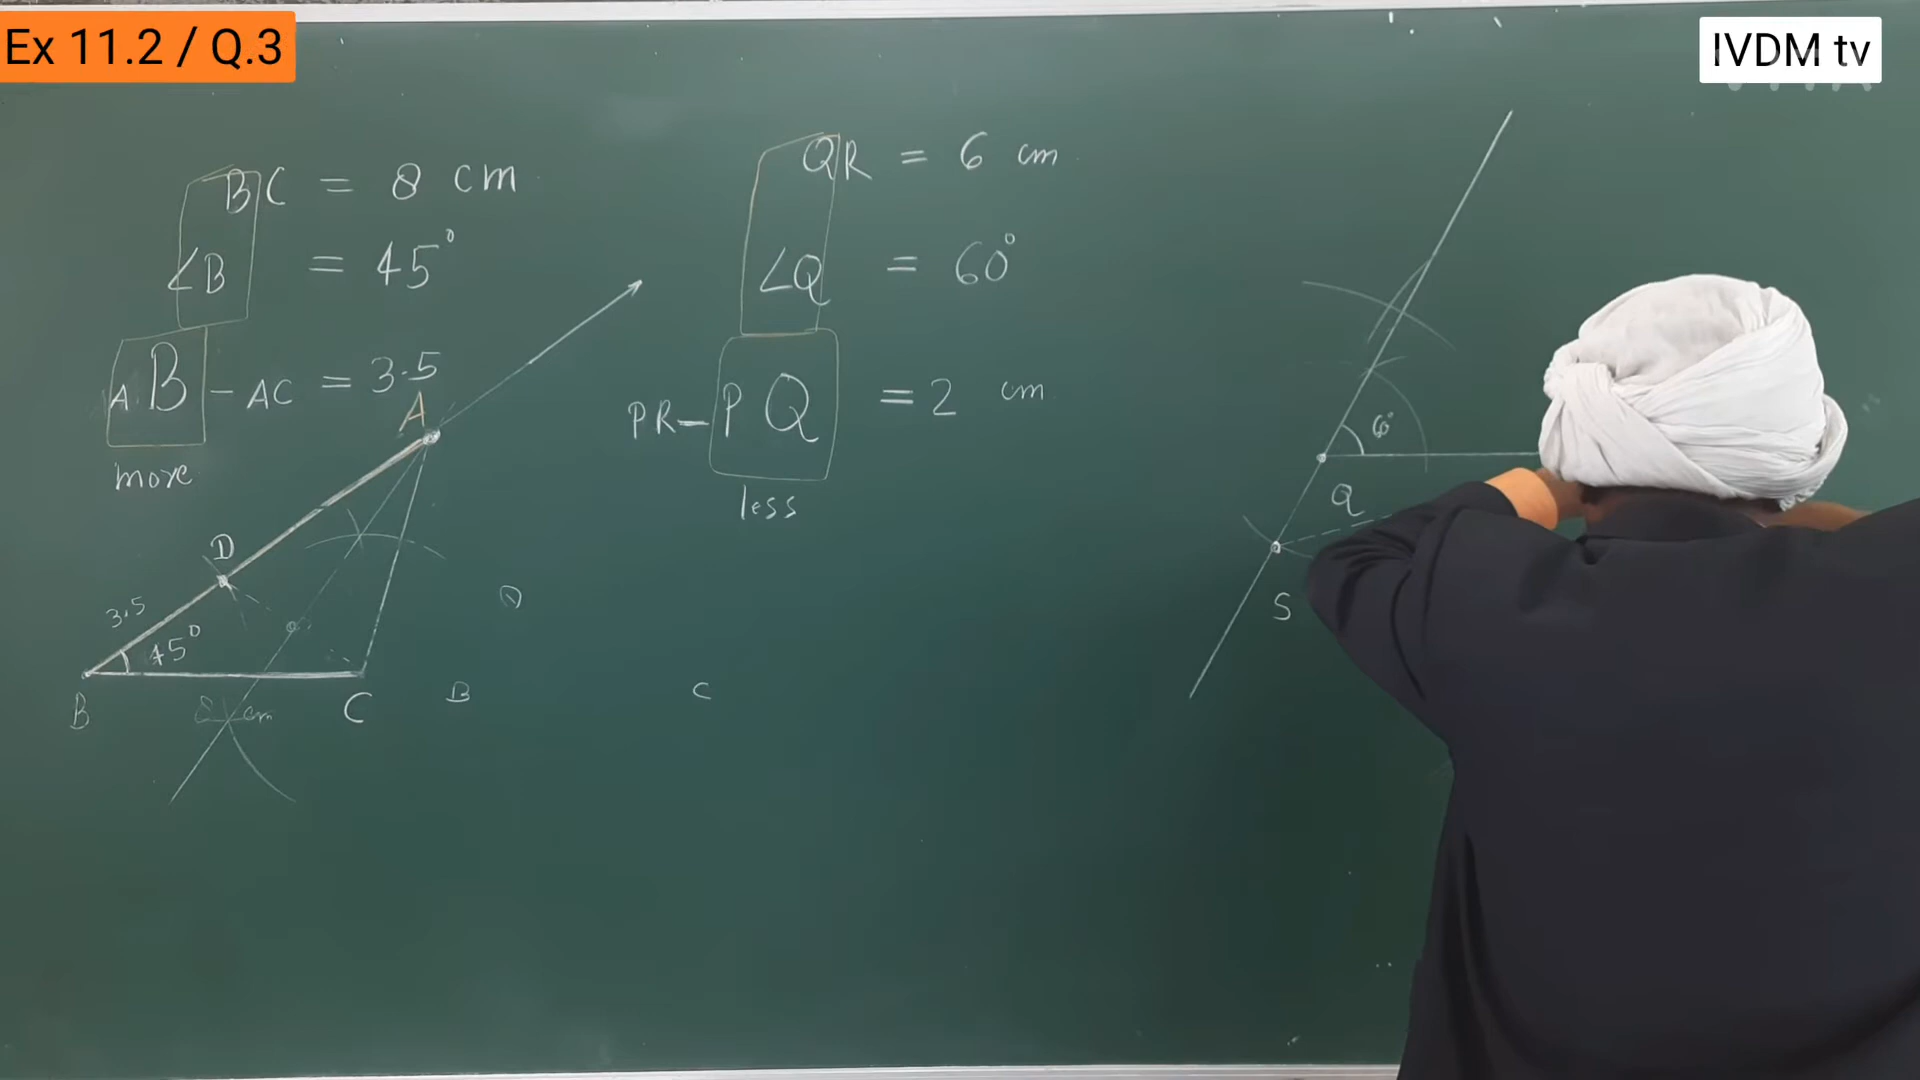 Ex 11.2 / Q.3
IVDM tv
BC = 8 cm
∠B = 45°
AB - AC = 3.5
more
QR = 6 cm
∠Q = 60°
PR - PQ = 2 cm
less
A
D
3.5
45°
B
8 cm
C
D
B
C
60°
Q
S